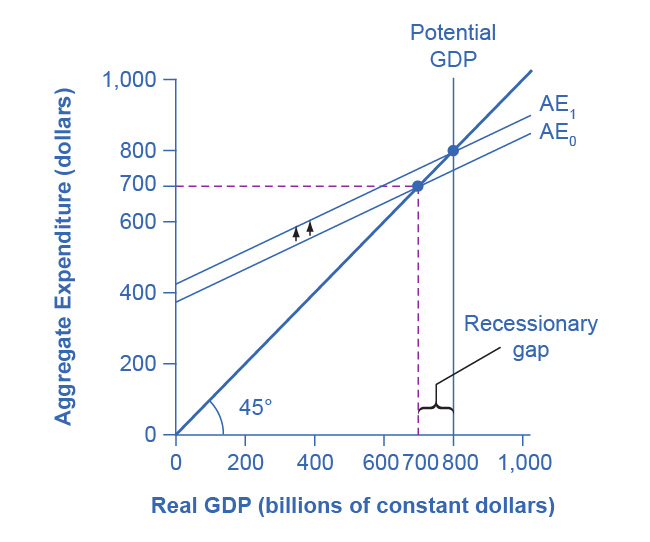 Potential
GDP
1,000
800
700
600
400
200
0
Aggregate Expenditure (dollars)
AE1
AE0
Recessionary
gap
45°
0 200 400 600 700 800 1,000
Real GDP (billions of constant dollars)